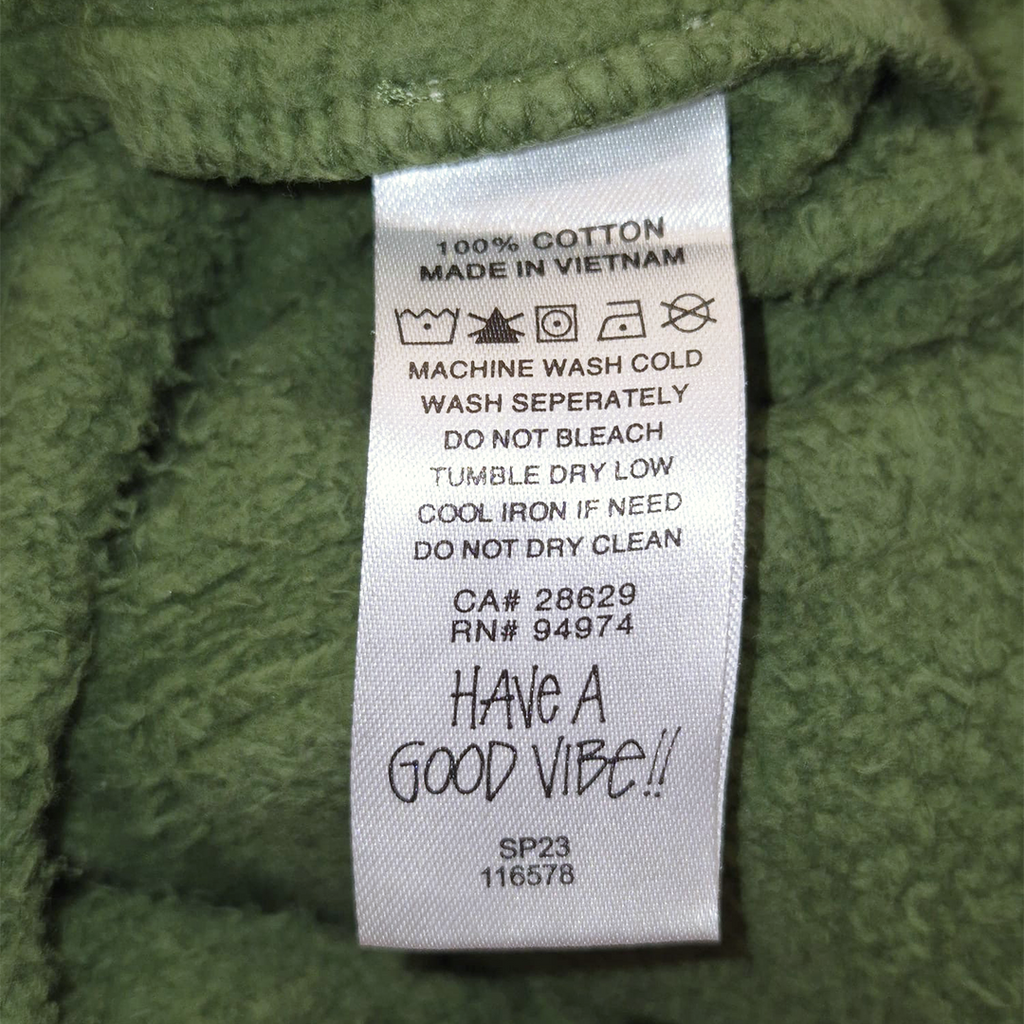 100% COTTON
MADE IN VIETNAM
MACHINE WASH COLD
WASH SEPERATELY
DO NOT BLEACH
TUMBLE DRY LOW
COOL IRON IF NEED
DO NOT DRY CLEAN
CA# 28629
RN# 94974
HAVe A
GOOD VIBe!!
SP23
116578